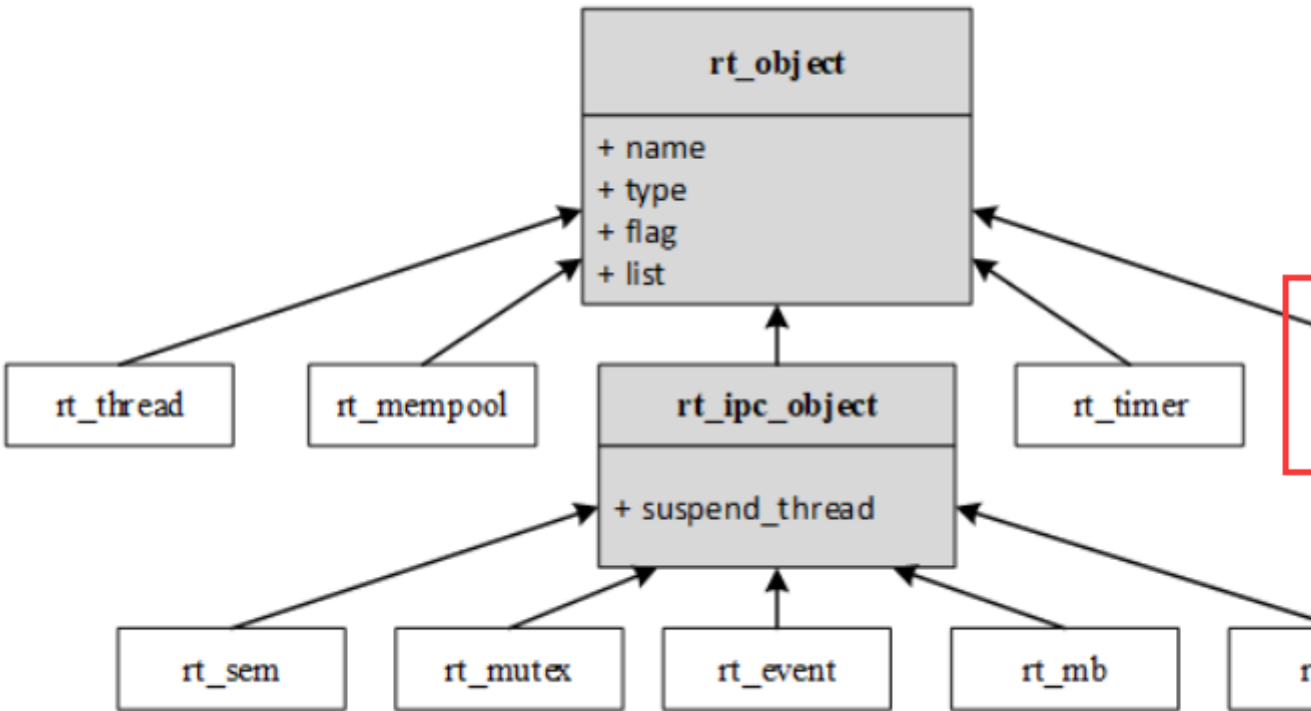 rt_object
+ name
+ type
+ flag
+ list
rt_thread
rt_mempool
rt_ipc_object
rt_timer
+ suspend_thread
rt_sem
rt_mutex
rt_event
rt_mb